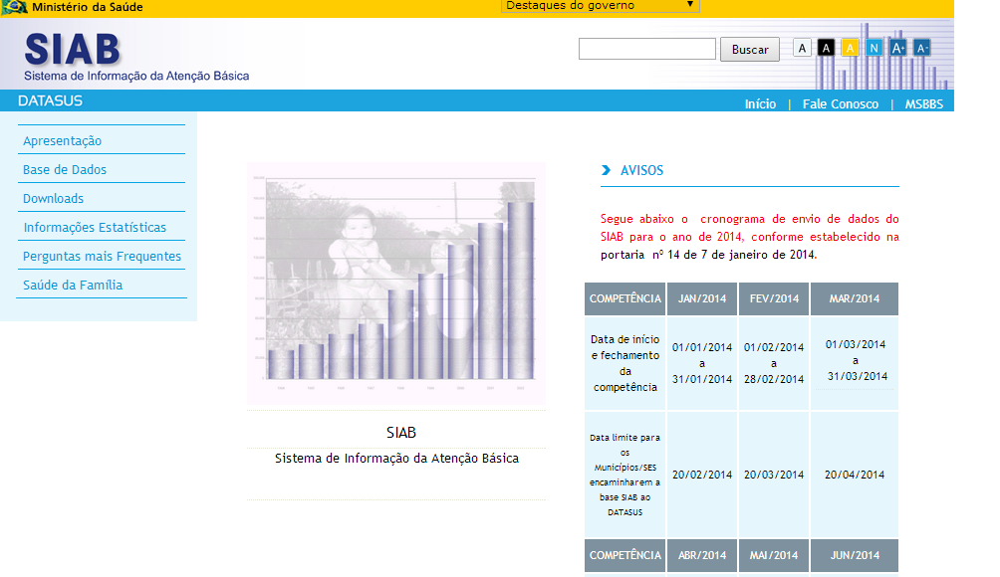 Ministério da Saúde
Destaques do governo
SIAB
Sistema de Informação da Atenção Básica
Buscar
A A A N A+ A-
DATASUS
Início | Fale Conosco | MSBBS
Apresentação
Base de Dados
Downloads
Informações Estatísticas
Perguntas mais Frequentes
Saúde da Família
SIAB
Sistema de Informação da Atenção Básica
AVISOS
Segue abaixo o cronograma de envio de dados do
SIAB para o ano de 2014, conforme estabelecido na
portaria nº 14 de 7 de janeiro de 2014.
COMPETÊNCIA JAN/2014 FEV/2014 MAR/2014
Data de início
e fechamento
da
competência
01/01/2014
a
31/01/2014
01/02/2014
a
28/02/2014
01/03/2014
a
31/03/2014
Data limite para
os
Municípios/SES
encaminharem a
base SIAB ao
DATASUS
20/02/2014 20/03/2014 20/04/2014
COMPETÊNCIA ABR/2014 MAI/2014 JUN/2014